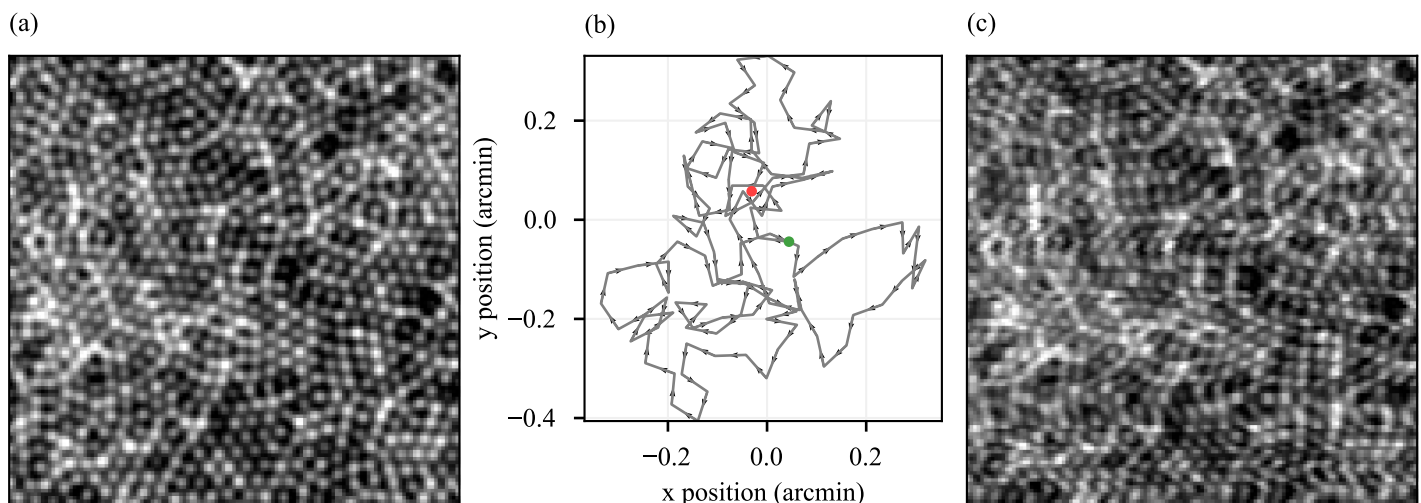 (a)
(b)
(c)
y position (arcmin)
0.2
0.0
−0.2
−0.4
−0.2
0.0
0.2
x position (arcmin)